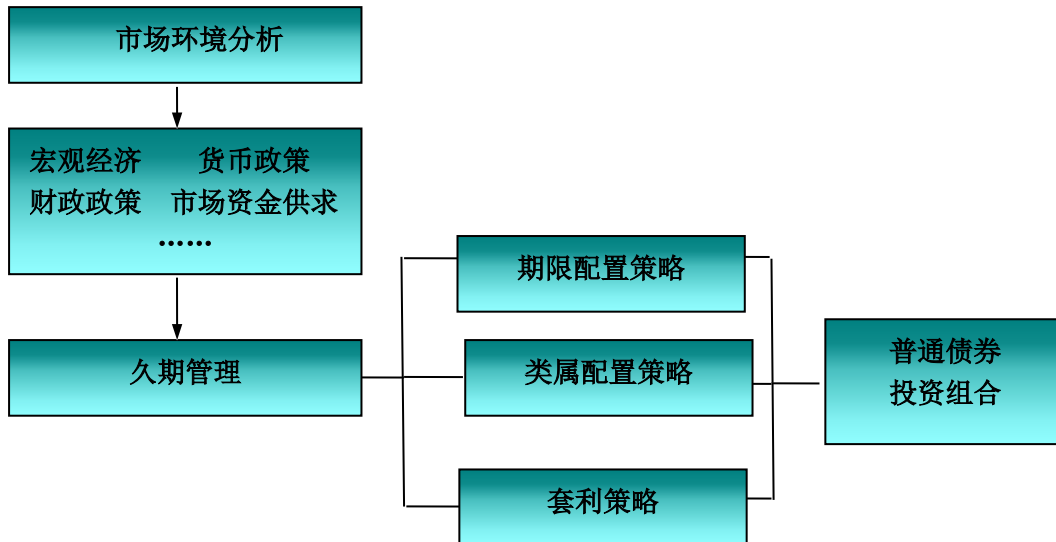 市场环境分析
宏观经济 货币政策
财政政策 市场资金供求
……
久期管理
期限配置策略
类属配置策略
套利策略
普通债券
投资组合